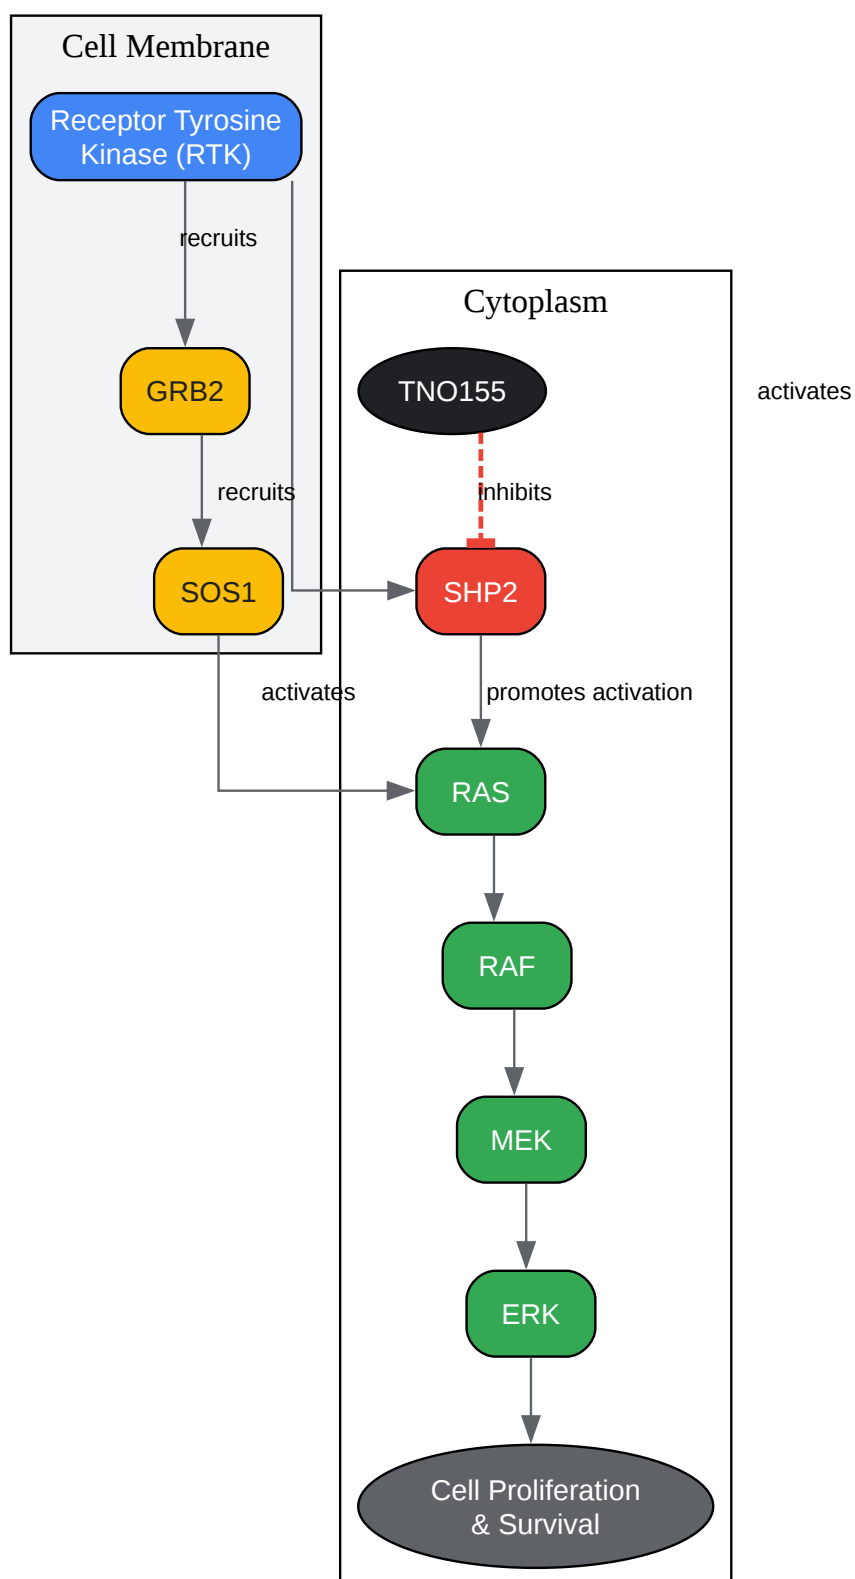 Cell Membrane
Receptor Tyrosine
Kinase (RTK)
recruits
Cytoplasm
GRB2
TNO155
activates
recruits
inhibits
SOS1
SHP2
activates
promotes activation
RAS
RAF
MEK
ERK
Cell Proliferation
& Survival